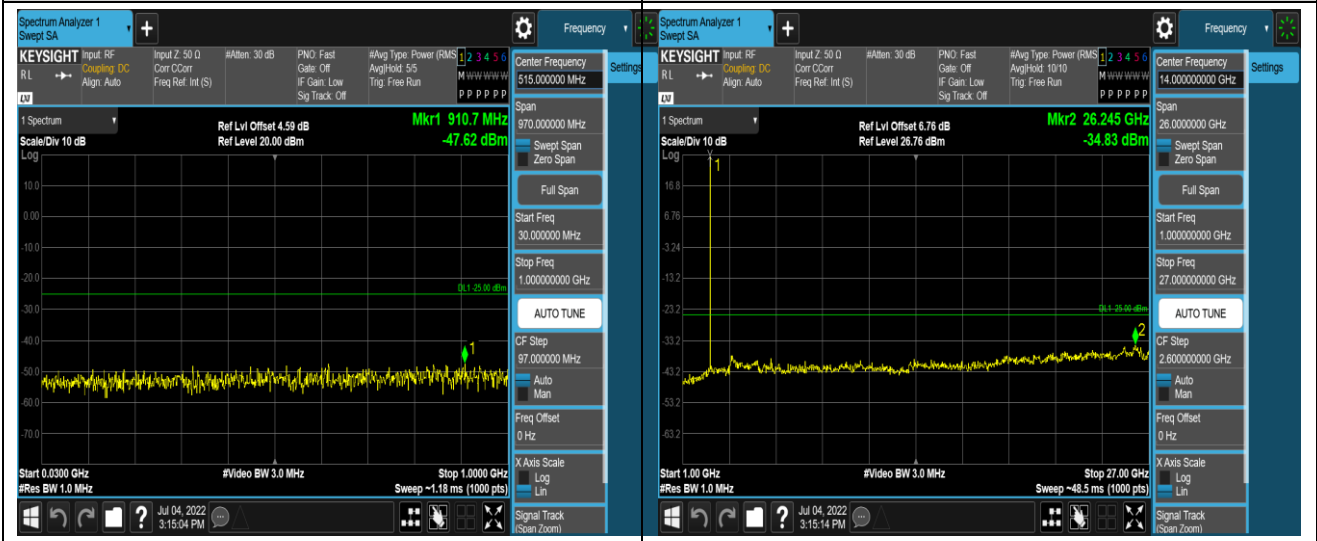 Spectrum Analyzer 1
Swept SA
Frequency
KEYSIGHT
RL
Input: RF
Coupling: DC
Align: Auto
Input Z: 50 Ω
Corr CCorr
Freq Ref: Int (S)
#Atten: 30 dB
PNO: Fast
Gate: Off
IF Gain: Low
Sig Track: Off
#Avg Type: Power (RMS
Avg|Hold: 5/5
Trig: Free Run
1 2 3 4 5 6
M W W W W W
P P P P P P
LXI
1 Spectrum
Scale/Div 10 dB
Log
Ref Lvl Offset 4.59 dB
Ref Level 20.00 dBm
Mkr1 910.7 MHz
-47.62 dBm
10.0
0.00
-10.0
-20.0
DL1 -25.00 dBm
-30.0
-40.0
1
-50.0
-60.0
-70.0
Start 0.0300 GHz
#Res BW 1.0 MHz
#Video BW 3.0 MHz
Stop 1.0000 GHz
Sweep ~1.18 ms (1000 pts)
?
Jul 04, 2022
3:15:04 PM
Center Frequency
515.000000 MHz
Span
970.000000 MHz
Swept Span
Zero Span
Full Span
Start Freq
30.000000 MHz
Stop Freq
1.000000000 GHz
AUTO TUNE
CF Step
97.000000 MHz
Auto
Man
Freq Offset
0 Hz
X Axis Scale
Log
Lin
Signal Track
(Span Zoom)
Settings
Spectrum Analyzer 1
Swept SA
Frequency
KEYSIGHT
RL
Input: RF
Coupling: DC
Align: Auto
Input Z: 50 Ω
Corr CCorr
Freq Ref: Int (S)
#Atten: 30 dB
PNO: Fast
Gate: Off
IF Gain: Low
Sig Track: Off
#Avg Type: Power (RMS
Avg|Hold: 10/10
Trig: Free Run
1 2 3 4 5 6
M W W W W W
P P P P P P
LXI
1 Spectrum
Scale/Div 10 dB
Log
Ref Lvl Offset 6.76 dB
Ref Level 26.76 dBm
Mkr2 26.245 GHz
-34.83 dBm
1
16.8
6.76
-3.24
-13.2
-23.2
DL1 -25.00 dBm
-33.2
2
-43.2
-53.2
-63.2
Start 1.00 GHz
#Res BW 1.0 MHz
#Video BW 3.0 MHz
Stop 27.00 GHz
Sweep ~48.5 ms (1000 pts)
?
Jul 04, 2022
3:15:14 PM
Center Frequency
14.000000000 GHz
Span
26.0000000 GHz
Swept Span
Zero Span
Full Span
Start Freq
1.000000000 GHz
Stop Freq
27.000000000 GHz
AUTO TUNE
CF Step
2.600000000 GHz
Auto
Man
Freq Offset
0 Hz
X Axis Scale
Log
Lin
Signal Track
(Span Zoom)
Settings